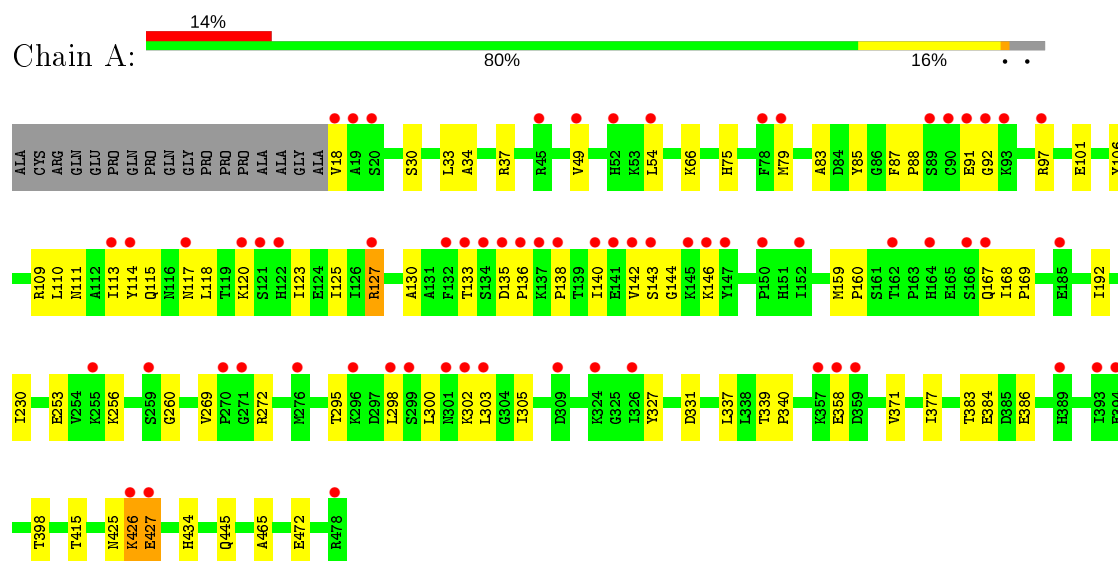 14%
Chain A:
80% 16% • •
ALA CYS ARG GLN GLU PRO GLN PRO GLN GLY PRO PRO PRO ALA ALA GLY ALA V18 A19 S20 S30 L33 A34 R37 R45 V49 H52 K53 L54 K66 H75 F78 M79 A83 D84 Y85 G86 F87 P88 S89 C90 E91 G92 K93 R97 E101 Y106
R109 L110 N111 A112 I113 Y114 Q115 N116 N117 L118 T119 K120 S121 H122 I123 E124 I125 I126 R127 A130 A131 F132 T133 S134 D135 P136 K137 P138 T139 I140 E141 V142 S143 G144 K145 K146 Y147 P150 H151 I152 M159 P160 S161 T162 P163 H164 E165 S166 Q167 I168 P169 E185 I192
I230 E253 V254 K255 K256 S259 G260 V269 P270 G271 R272 M276 T295 K296 D297 L298 S299 L300 N301 K302 L303 G304 I305 D309 K324 G325 I326 Y327 D331 L337 L338 T339 P340 K357 E358 D359 V371 I377 T383 E384 D385 E386 H389 I393
T398 T415 N425 K426 E427 H434 Q445 A465 E472 R478